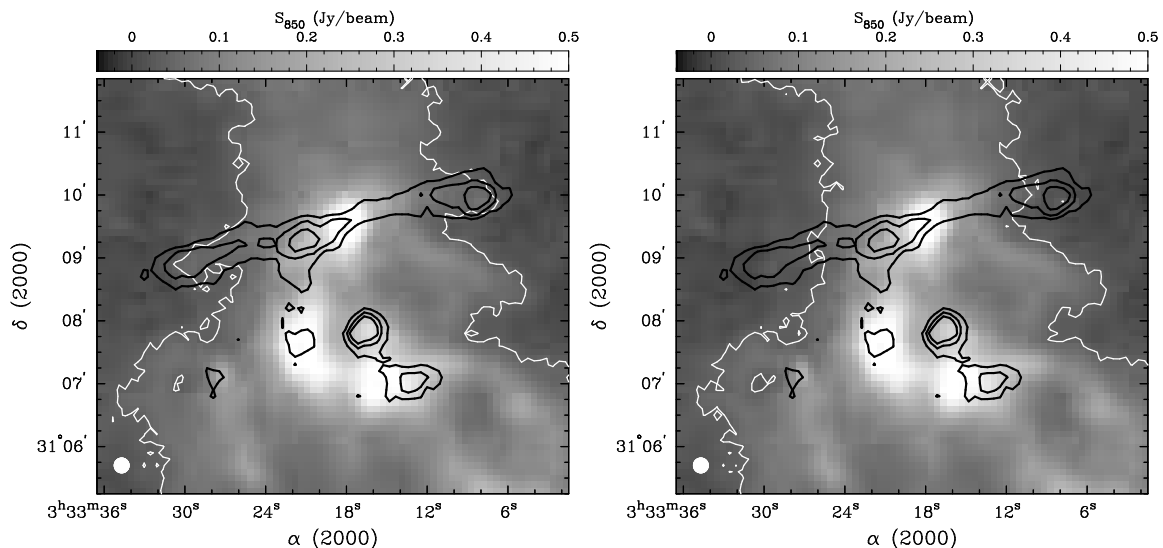 S850 (Jy/beam)
0 0.1 0.2 0.3 0.4 0.5
11′
10′
09′
08′
07′
31°06′
δ (2000)
3h33m36s 30s 24s 18s 12s 6s
α (2000)
S850 (Jy/beam)
0 0.1 0.2 0.3 0.4 0.5
11′
10′
09′
08′
07′
31°06′
δ (2000)
3h33m36s 30s 24s 18s 12s 6s
α (2000)